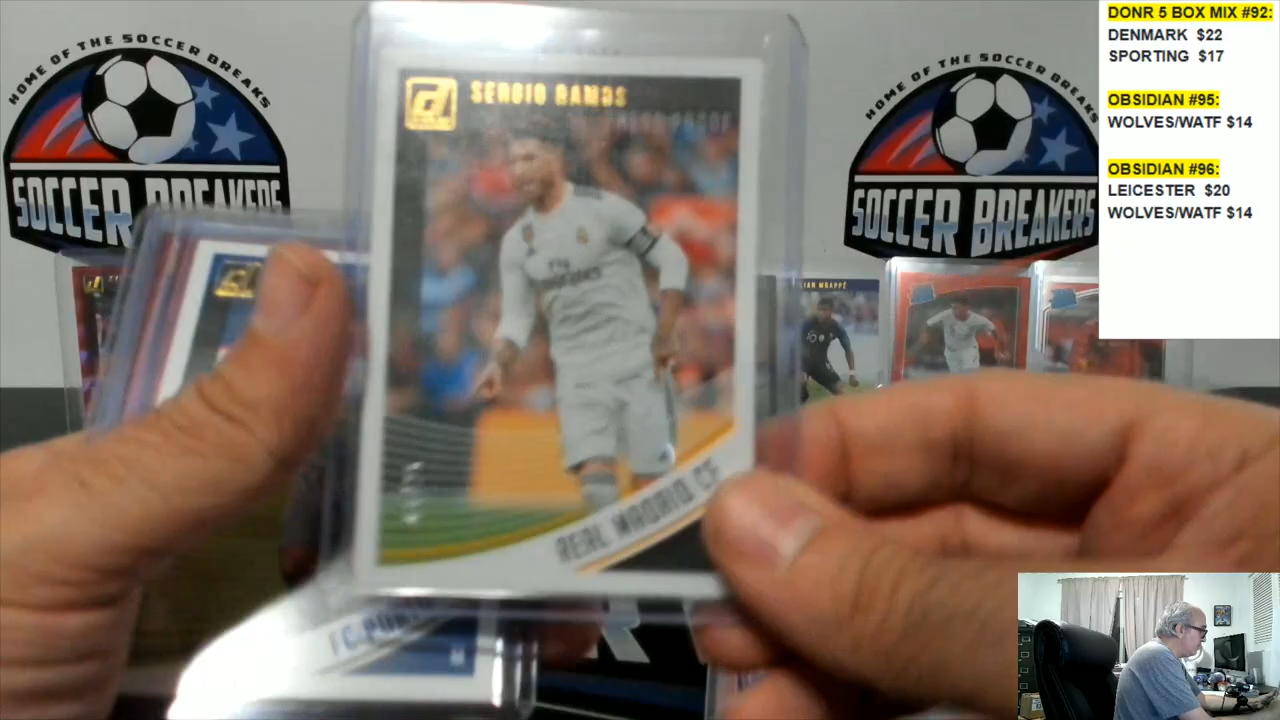 HOME OF THE SOCCER BREAKS
SOCCER BREAKERS
SERGIO RAMOS
REAL MADRID CF
HOME OF THE SOCCER BREAKS
SOCCER BREAKERS
DONR 5 BOX MIX #92:
DENMARK $22
SPORTING $17
OBSIDIAN #95:
WOLVES/WATF $14
OBSIDIAN #96:
LEICESTER $20
WOLVES/WATF $14
MBAPPÉ